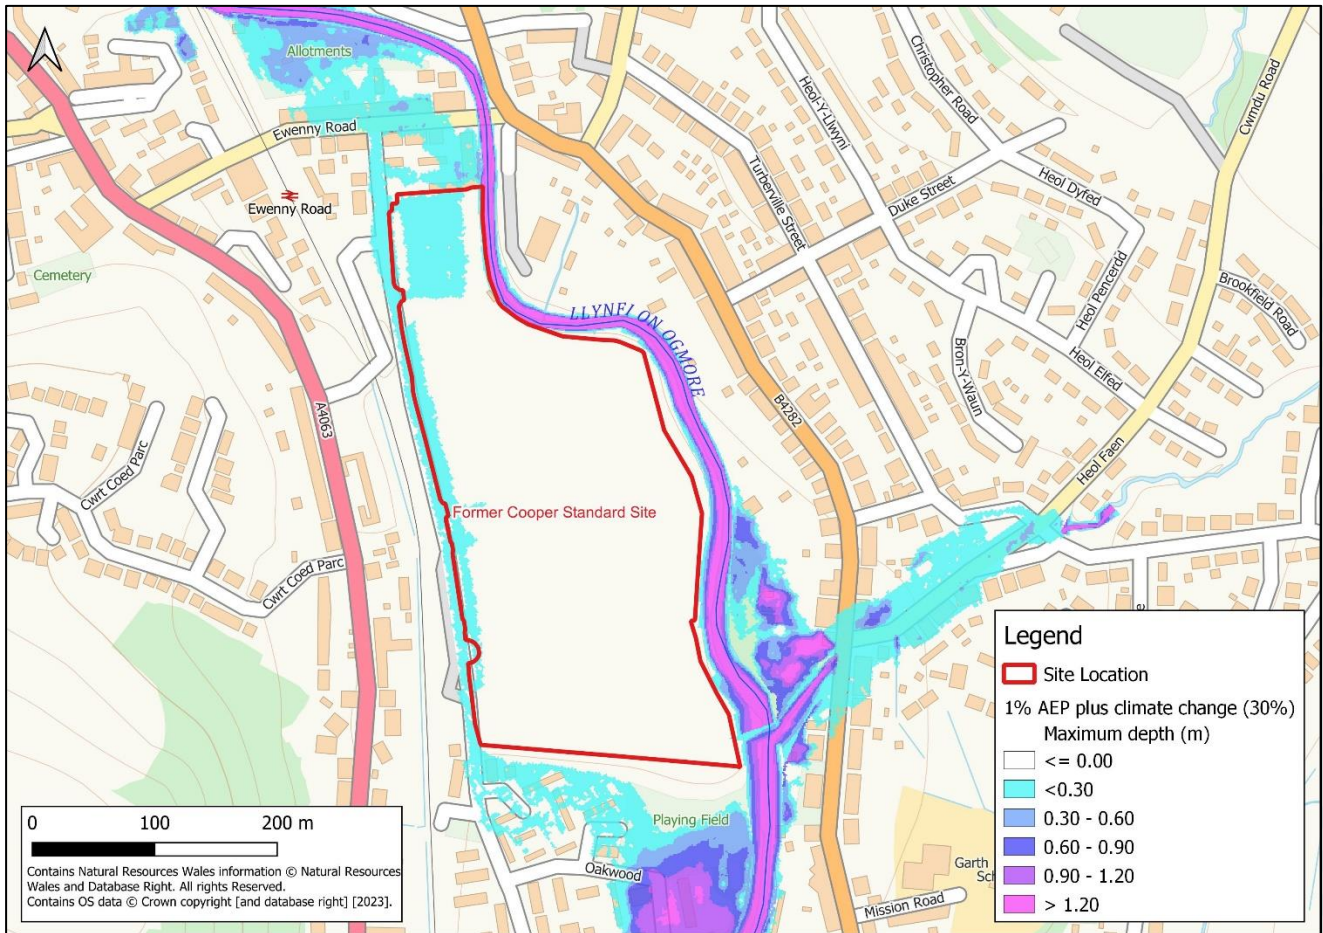 Allotments
Ewenny Road
Ewenny Road
Cemetery
A4063
Cwrt Coed Parc
Cwrt Coed Parc
LLYNFI OR OGMORE
Former Cooper Standard Site
B4282
Turberville Street
Heol-Y-Llwyni
Christopher Road
Duke Street
Heol Dyfed
Heol Pencerdd
Cwmdu Road
Brookfield Road
Bron-Y-Waun
Heol Elfed
Heol Faen
Playing Field
Oakwood
Mission Road
Garth
Sch
Legend
Site Location
1% AEP plus climate change (30%)
Maximum depth (m)
<= 0.00
<0.30
0.30 - 0.60
0.60 - 0.90
0.90 - 1.20
> 1.20
0 100 200 m
Contains Natural Resources Wales information © Natural Resources
Wales and Database Right. All rights Reserved.
Contains OS data © Crown copyright [and database right] [2023].